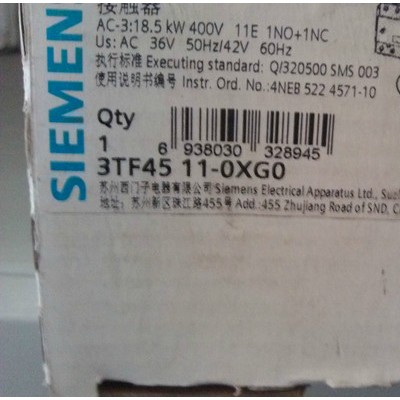 接触器
AC-3:18.5 kW 400V 11E 1NO+1NC
Us: AC 36V 50Hz/42V 60Hz
执行标准 Executing standard: Q/320500 SMS 003
使用说明书编号 Instr. Ord. No.:4NEB 522 4571-10
SIEMEN
Qty
1
6 938030 328945
3TF45 11-0XG0
苏州西门子电器有限公司 Siemens Electrical Apparatus Ltd.,
地址:苏州新区珠江路455号 Add.:455 Zhujiang Road of SND,